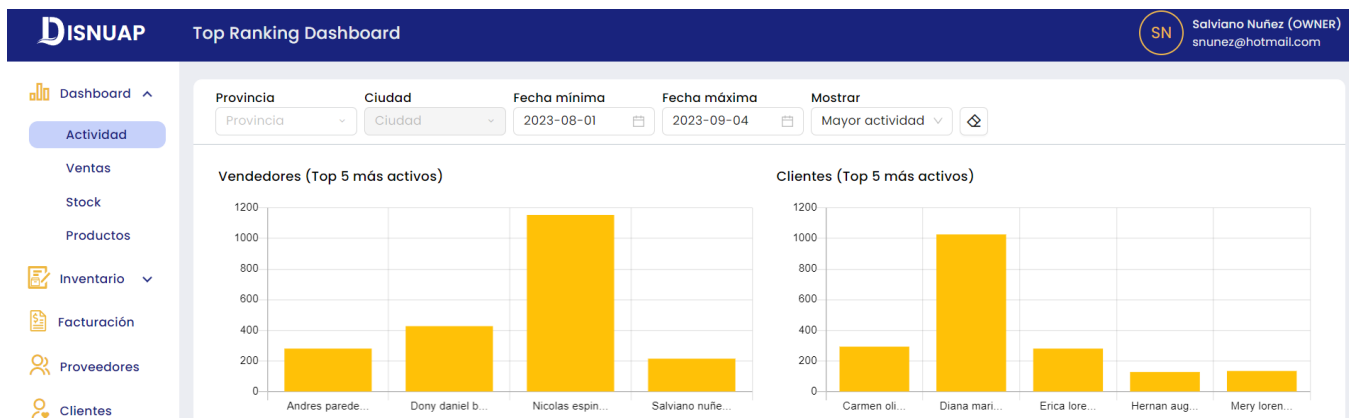 DISNUAP
Top Ranking Dashboard
SN
Salviano Nuñez (OWNER)
snunez@hotmail.com
Dashboard
Actividad
Ventas
Stock
Productos
Inventario
Facturación
Proveedores
Clientes
Provincia Ciudad Fecha mínima Fecha máxima Mostrar
Provincia Ciudad 2023-08-01 2023-09-04 Mayor actividad
Vendedores (Top 5 más activos)
1200
1000
800
600
400
200
0
Andres parede... Dony daniel b... Nicolas espin... Salviano nuñe...
Clientes (Top 5 más activos)
1200
1000
800
600
400
200
0
Carmen oli... Diana mari... Erica lore... Hernan aug... Mery loren...